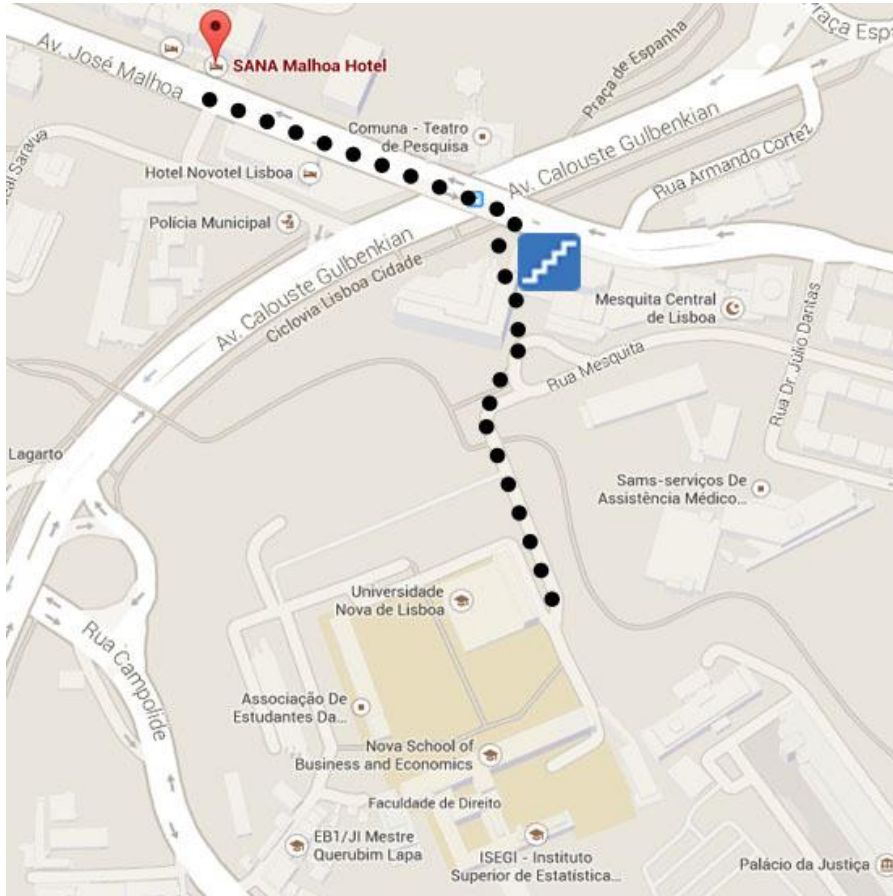 Praça Esp
Av. José Malhoa
SANA Malhoa Hotel
Praça de Espanha
Comuna - Teatro
de Pesquisa
Av. Calouste Gulbenkian
Rua Armando Cortez
Saraiva
Hotel Novotel Lisboa
Polícia Municipal
Av. Calouste Gulbenkian
Ciclovia Lisboa Cidade
Mesquita Central
de Lisboa
Rua Dr. Júlio Dantas
Rua Mesquita
Lagarto
Sams-serviços De
Assistência Médico...
Universidade
Nova de Lisboa
Rua Campolide
Associação De
Estudantes Da...
Nova School of
Business and Economics
Faculdade de Direito
EB1/JI Mestre
Querubim Lapa
ISEGI - Instituto
Superior de Estatística...
Palácio da Justiça